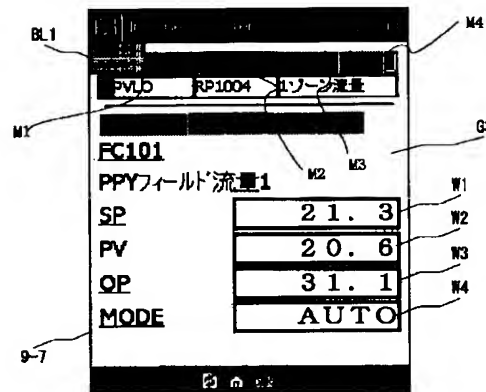 BL1
M4
PVLO RP1004 1ゾーン流量
M1
M2 M3
FC101
PPYフィールド流量1
SP 21.3 W1
PV 20.6 W2
OP 31.1 W3
MODE AUTO W4
9-7
ok